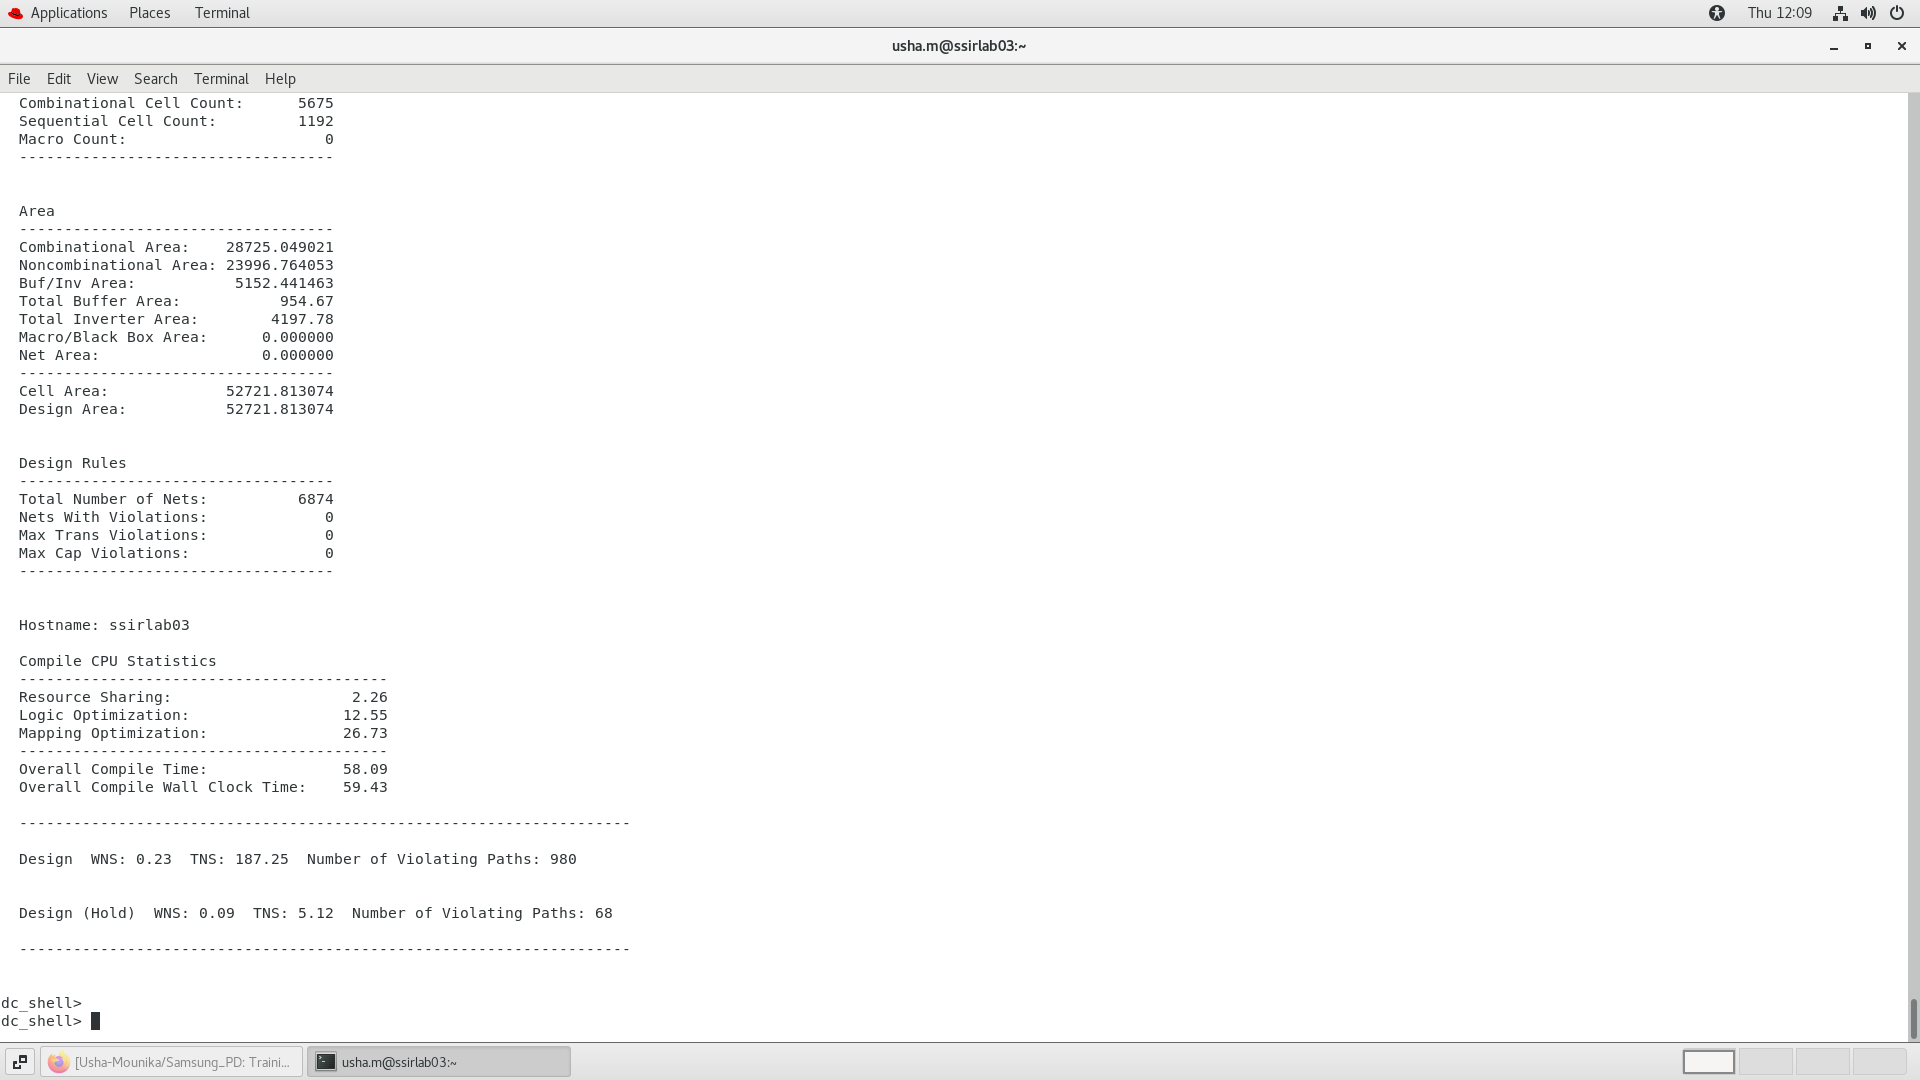 Applications Places Terminal Thu 12:09
usha.m@ssirlab03:~
File Edit View Search Terminal Help
Combinational Cell Count: 5675
Sequential Cell Count: 1192
Macro Count: 0
-----------------------------------
Area
-----------------------------------
Combinational Area: 28725.049021
Noncombinational Area: 23996.764053
Buf/Inv Area: 5152.441463
Total Buffer Area: 954.67
Total Inverter Area: 4197.78
Macro/Black Box Area: 0.000000
Net Area: 0.000000
-----------------------------------
Cell Area: 52721.813074
Design Area: 52721.813074
Design Rules
-----------------------------------
Total Number of Nets: 6874
Nets With Violations: 0
Max Trans Violations: 0
Max Cap Violations: 0
-----------------------------------
Hostname: ssirlab03
Compile CPU Statistics
-----------------------------------------
Resource Sharing: 2.26
Logic Optimization: 12.55
Mapping Optimization: 26.73
-----------------------------------------
Overall Compile Time: 58.09
Overall Compile Wall Clock Time: 59.43
--------------------------------------------------------------------
Design WNS: 0.23 TNS: 187.25 Number of Violating Paths: 980
Design (Hold) WNS: 0.09 TNS: 5.12 Number of Violating Paths: 68
--------------------------------------------------------------------
dc_shell>
dc_shell>
[Usha-Mounika/Samsung_PD: Traini... usha.m@ssirlab03:~